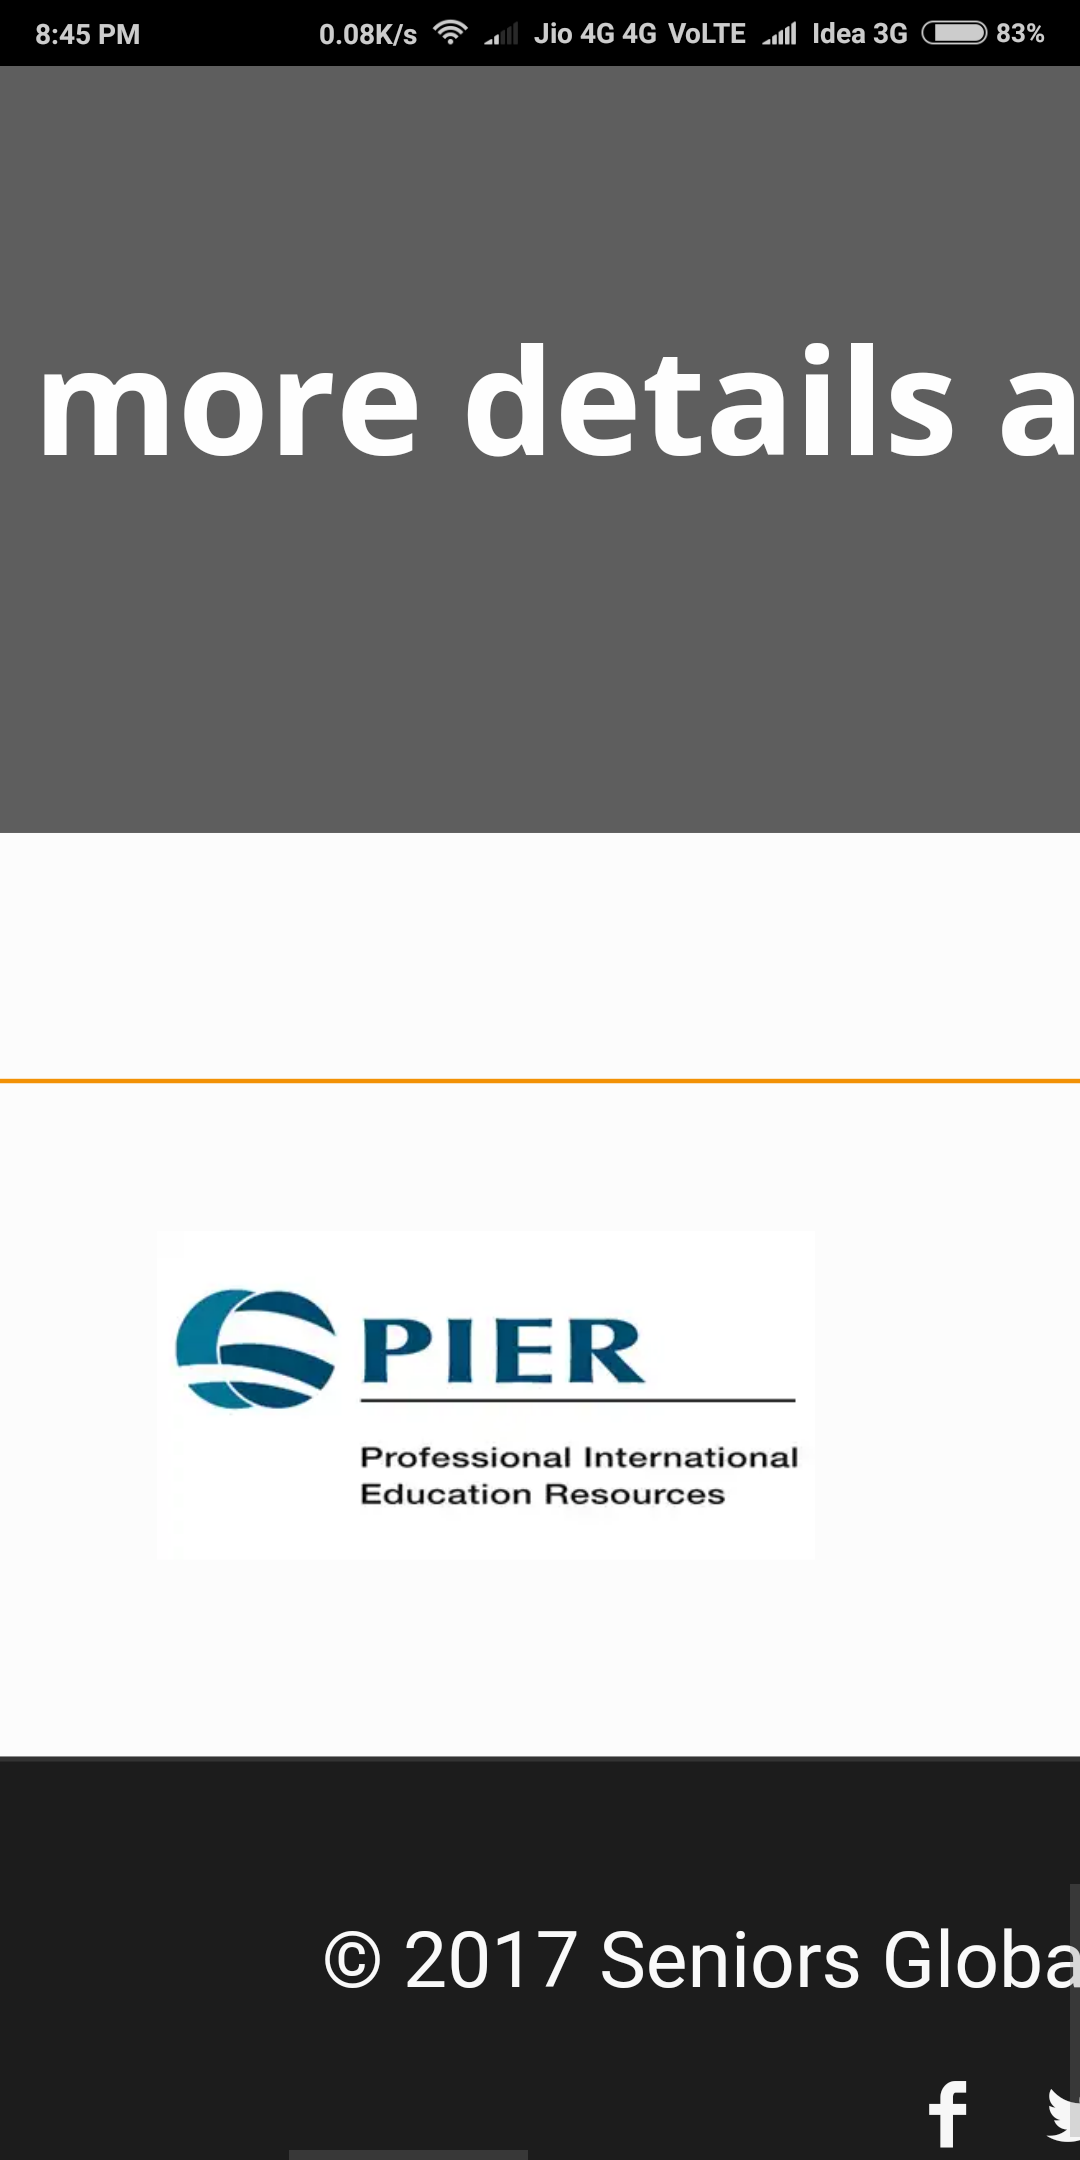 8:45 PM 0.08K/s Jio 4G 4G VoLTE Idea 3G 83%
more details a
PIER
Professional International
Education Resources
© 2017 Seniors Globa